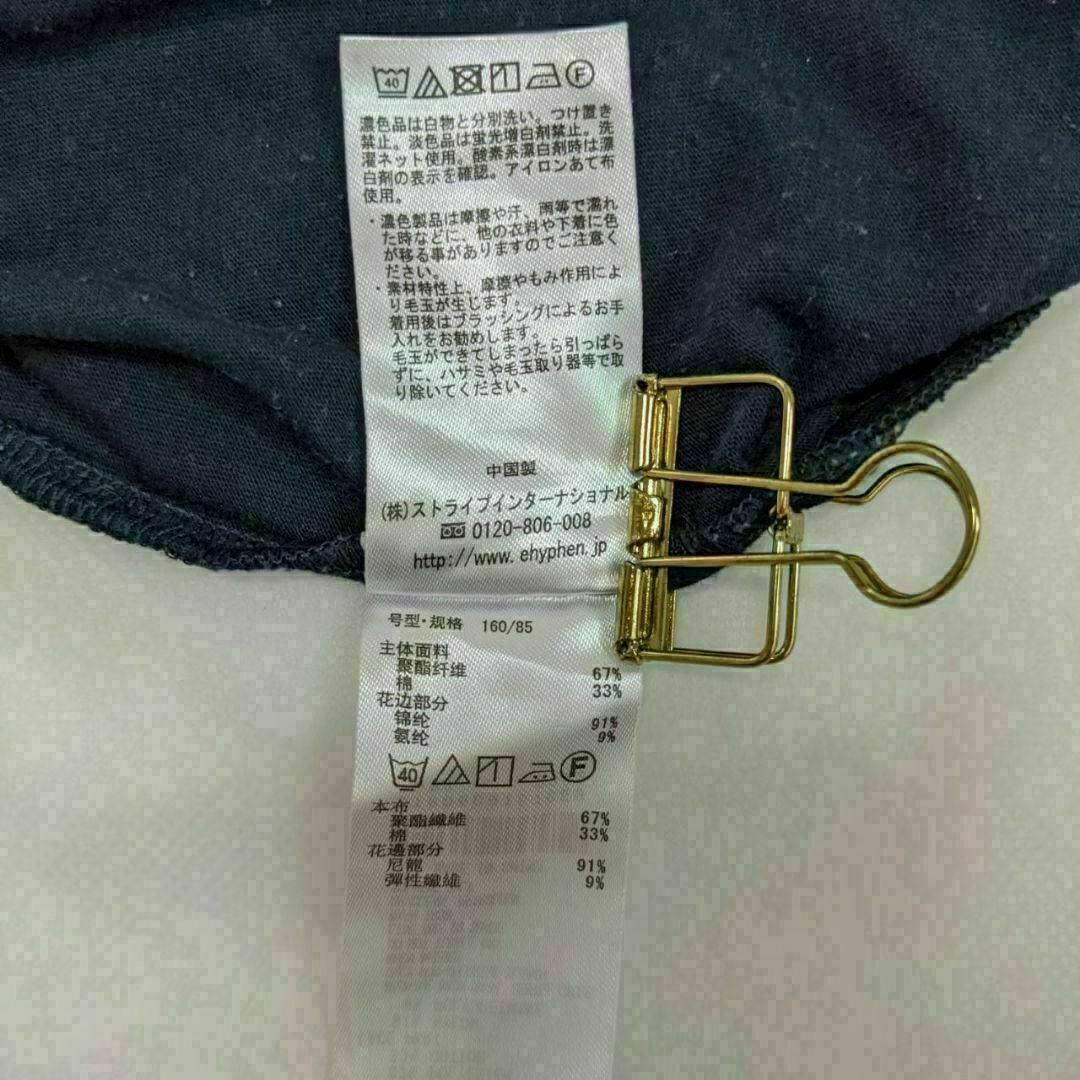 40 F
濃色品は白物と分別洗い、つけ置き
禁止。淡色品は蛍光増白剤禁止。洗
濯ネット使用。酸素系漂白剤時は漂
白剤の表示を確認。アイロンあて布
使用。
・濃色製品は摩擦や汗、雨等で濡れ
た時などに、他の衣料や下着に色
が移る事がありますのでご注意く
ださい。
・素材特性上、摩擦やもみ作用によ
り毛玉が生じます。
着用後はブラッシングによるお手
入れをお勧めします。
毛玉ができてしまったら引っぱら
ずに、ハサミや毛玉取り器等で取
り除いてください。
中国製
(株)ストライプインターナショナル
0120-806-008
http://www. ehyphen. jp
号型・规格 160/85
主体面料
聚酯纤维 67%
棉 33%
花边部分
锦纶 91%
氨纶 9%
40 F
本布
聚酯纖維 67%
棉 33%
花邊部分
尼龍 91%
彈性纖維 9%